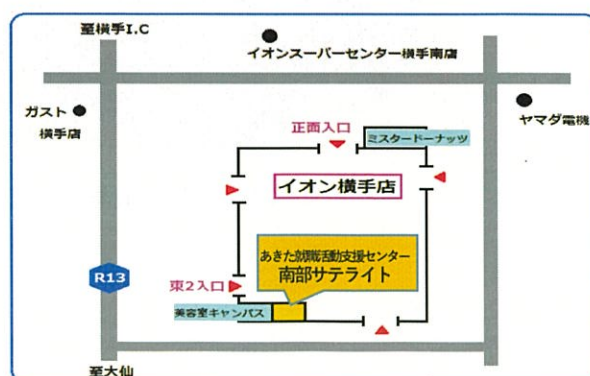 至横手I.C
イオンスーパーセンター横手南店
ガスト
横手店
ヤマダ電機
正面入口
ミスタードーナッツ
イオン横手店
あきた就職活動支援センター
南部サテライト
R13
東2入口
美容室キャンパス
至大仙